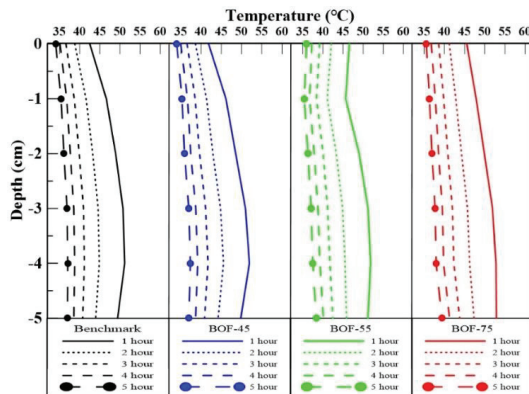 Temperature (°C)
35 40 45 50 55 60 35 40 45 50 55 60 35 40 45 50 55 60 35 40 45 50 55 60
Depth (cm)
0
-1
-2
-3
-4
-5
Benchmark BOF-45 BOF-55 BOF-75
1 hour 1 hour 1 hour 1 hour
2 hour 2 hour 2 hour 2 hour
3 hour 3 hour 3 hour 3 hour
4 hour 4 hour 4 hour 4 hour
5 hour 5 hour 5 hour 5 hour